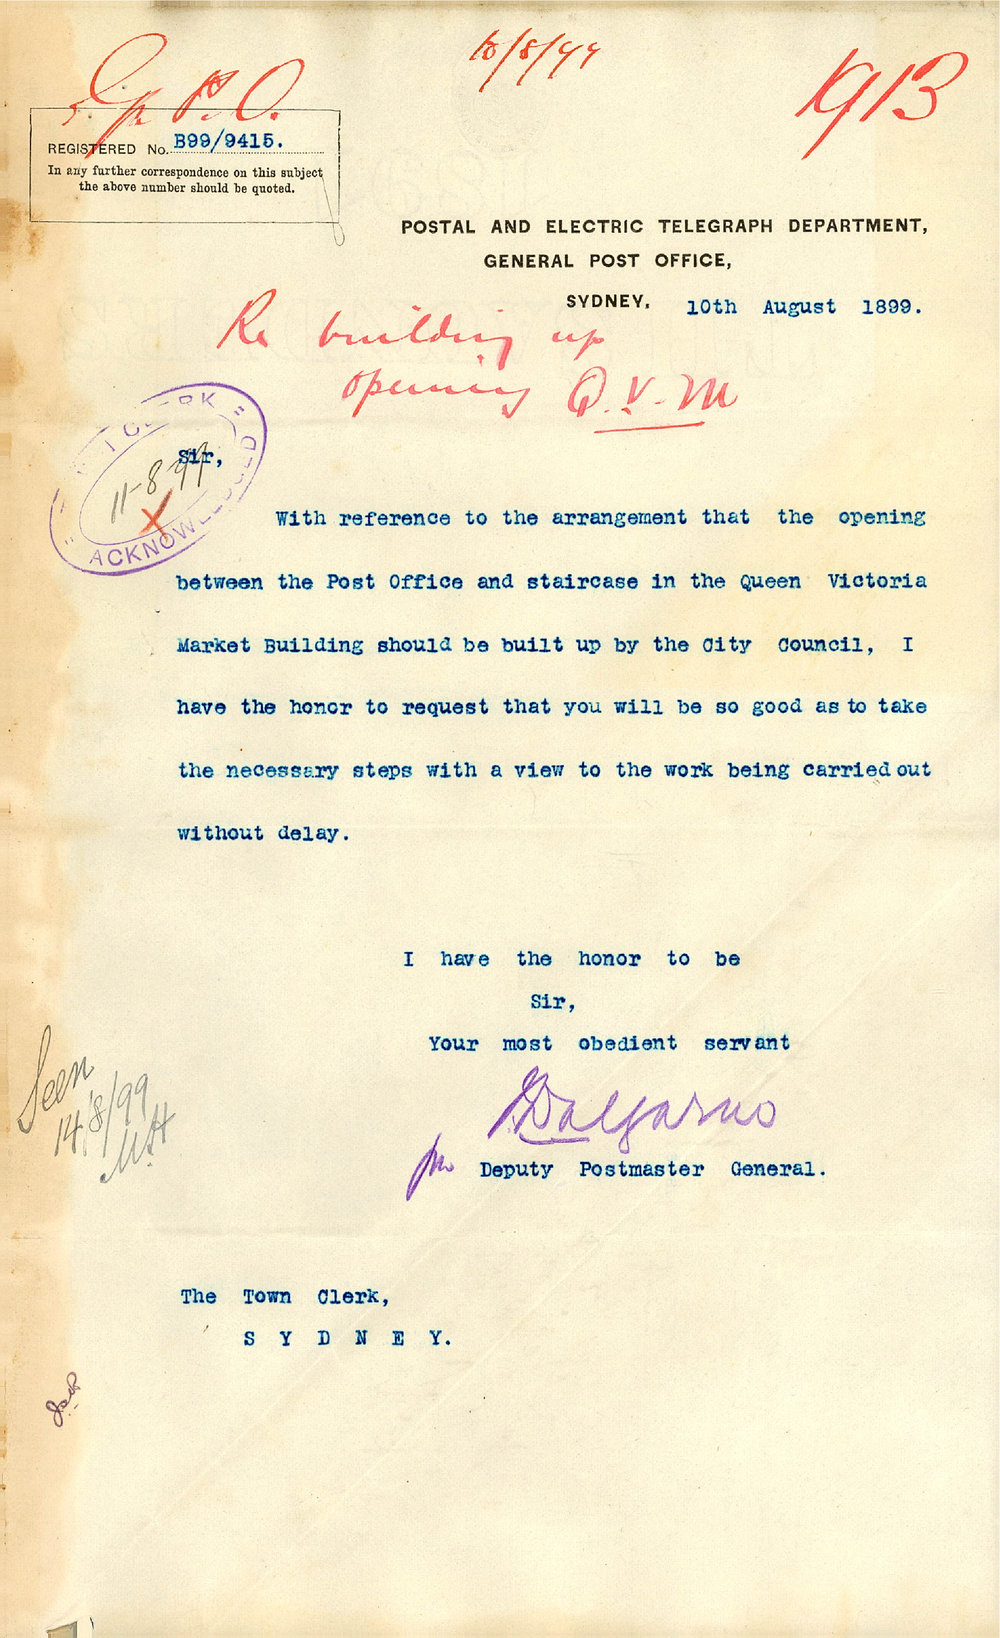 G.P.O.
10/8/99
1913
REGISTERED No. B99/9415.
In any further correspondence on this subject
the above number should be quoted.
POSTAL AND ELECTRIC TELEGRAPH DEPARTMENT,
GENERAL POST OFFICE,
SYDNEY, 10th August 1899.
Re building up
opening Q.V.M
CLERK
11-8-99
X
ACKNOWLEDGED
Sir,
With reference to the arrangement that the opening
between the Post Office and staircase in the Queen Victoria
Market Building should be built up by the City Council, I
have the honor to request that you will be so good as to take
the necessary steps with a view to the work being carried out
without delay.
I have the honor to be
Sir,
Your most obedient servant
Dalgarno
for Deputy Postmaster General.
Seen
14/8/99
The Town Clerk,
S Y D N E Y.